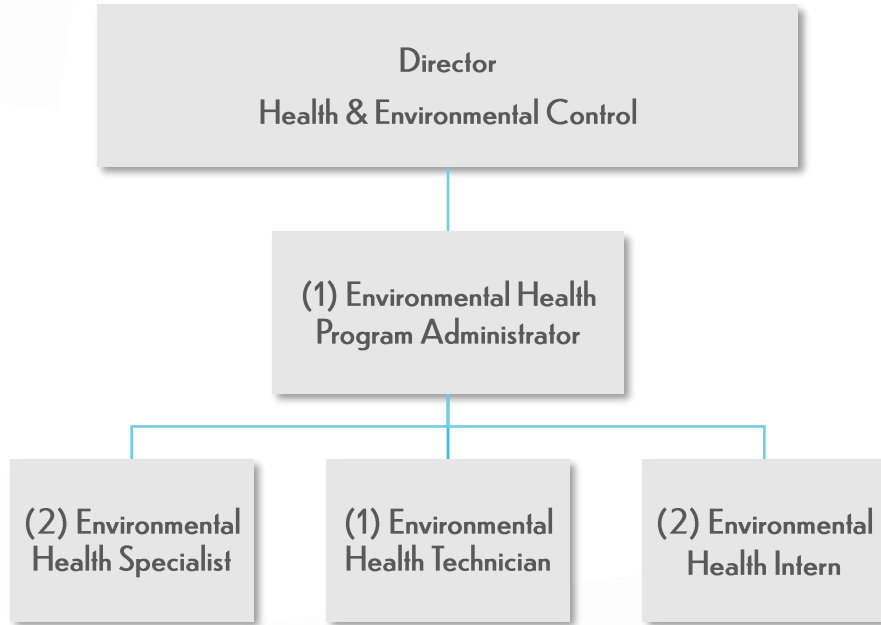 Director
Health & Environmental Control
(1) Environmental Health
Program Administrator
(2) Environmental
Health Specialist
(1) Environmental
Health Technician
(2) Environmental
Health Intern